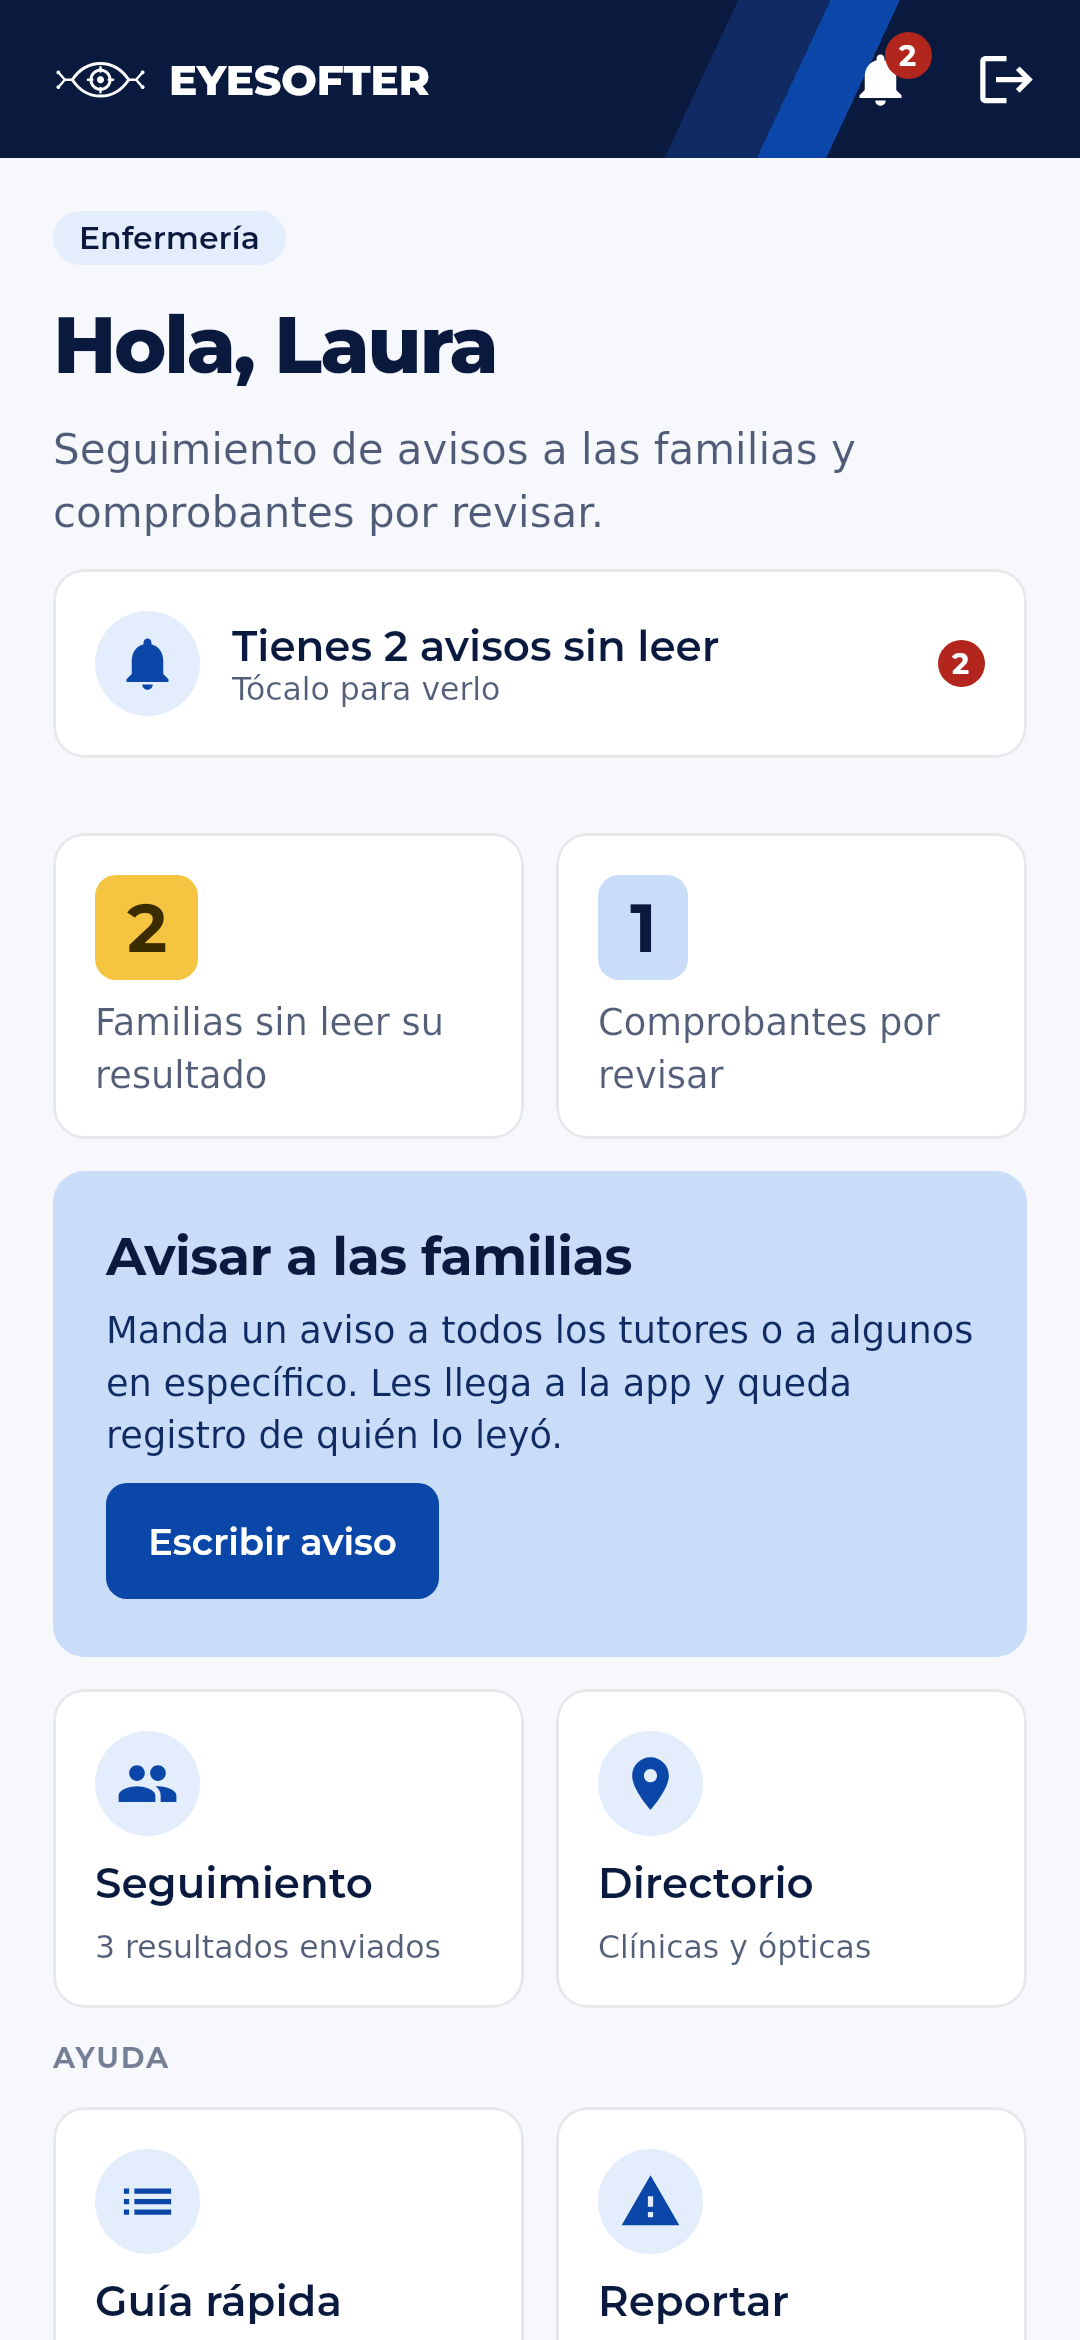 EYESOFTER
2
Enfermería
Hola, Laura
Seguimiento de avisos a las familias y
comprobantes por revisar.
Tienes 2 avisos sin leer
Tócalo para verlo
2
2
Familias sin leer su
resultado
1
Comprobantes por
revisar
Avisar a las familias
Manda un aviso a todos los tutores o a algunos
en específico. Les llega a la app y queda
registro de quién lo leyó.
Escribir aviso
Seguimiento
3 resultados enviados
Directorio
Clínicas y ópticas
AYUDA
Guía rápida
Reportar